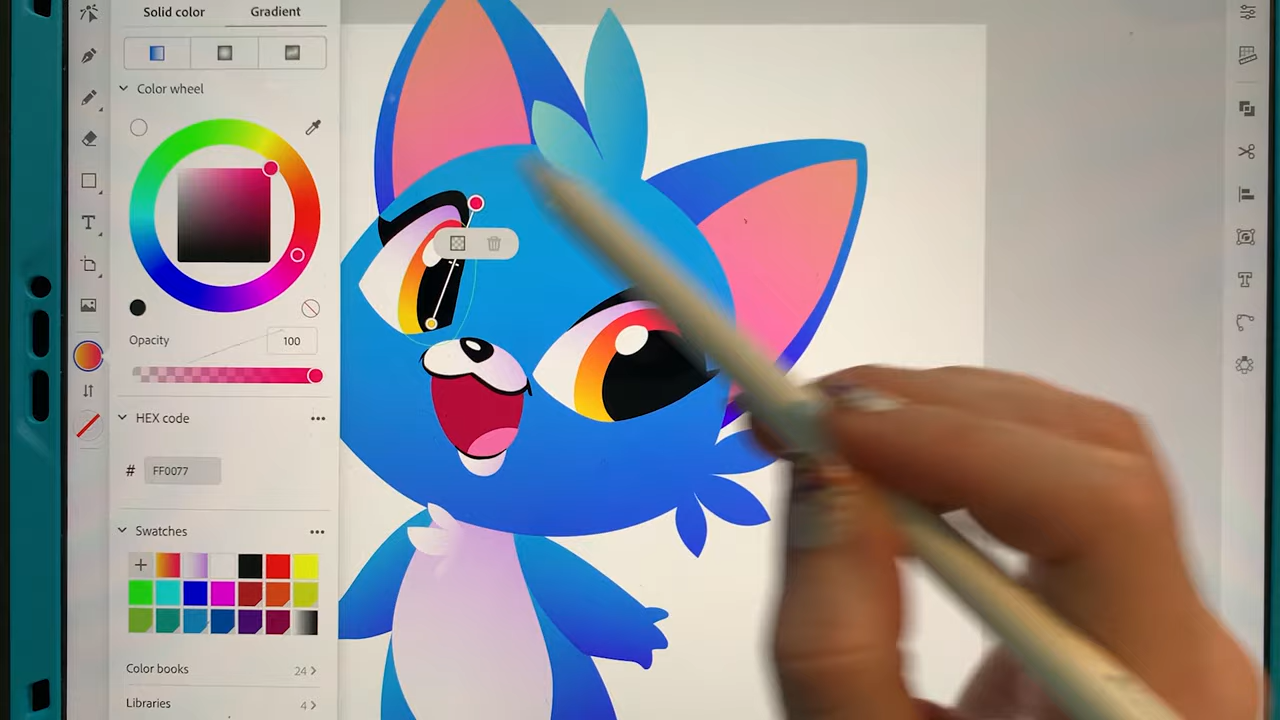 Solid color
Gradient
Color wheel
Opacity
100
HEX code
# FF0077
Swatches
Color books
24 >
Libraries
4 >